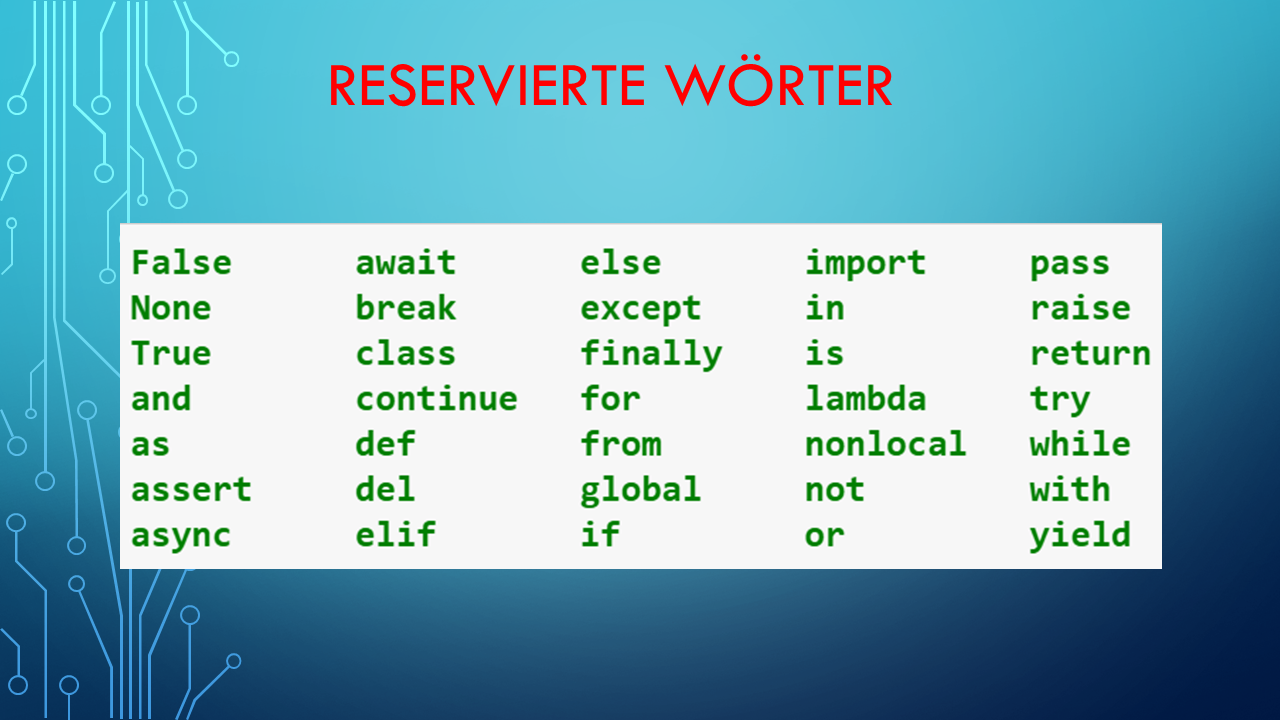 RESERVIERTE WÖRTER
False await else import pass
None break except in raise
True class finally is return
and continue for lambda try
as def from nonlocal while
assert del global not with
async elif if or yield